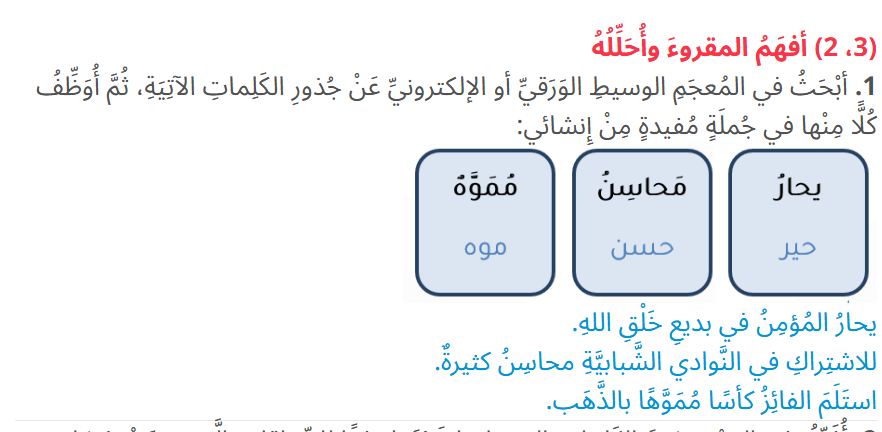 (2، 3) أفهَمُ المقروءَ وأُحَلِّلُهُ
1. أبْحَثُ في المُعجَمِ الوسيطِ الوَرَقيِّ أو الإلكترونيِّ عَنْ جُذورِ الكَلِماتِ الآتِيَةِ، ثُمَّ أُوَظِّفُ
كُلًّا مِنْها في جُملَةٍ مُفيدةٍ مِنْ إنشائي:
يحارُ مَحاسِنُ مُمَوَّهٌ
حير حسن موه
يحارُ المُؤمِنُ في بديعِ خَلْقِ اللهِ.
للاشتِراكِ في النَّوادي الشَّبابيَّةِ محاسِنُ كثيرةٌ.
استَلَمَ الفائِزُ كأسًا مُمَوَّهًا بالذَّهَب.